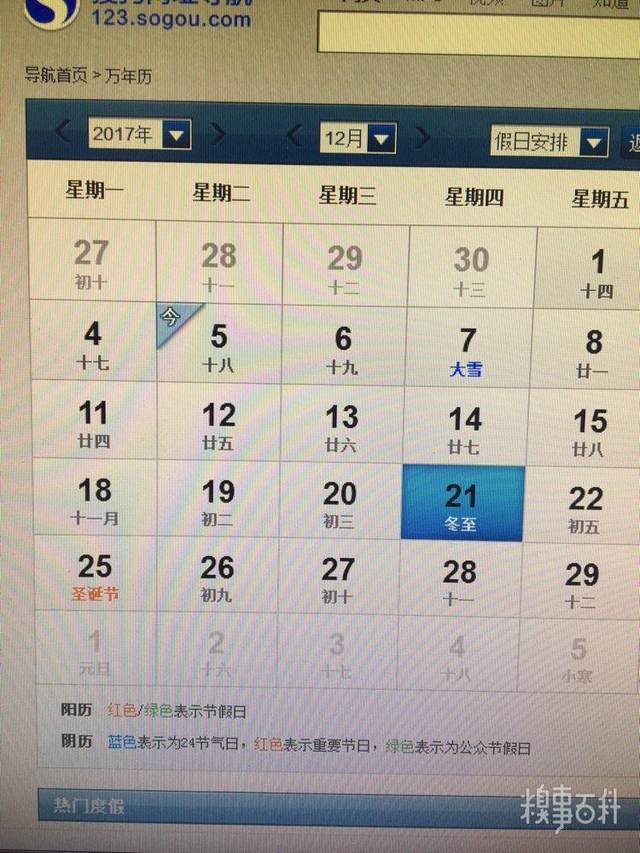 123.sogou.com
导航首页 > 万年历
2017年 12月 假日安排
星期一 星期二 星期三 星期四 星期五
27 28 29 30 1
初十 十一 十二 十三 十四
今
4 5 6 7 8
十七 十八 十九 大雪 廿一
11 12 13 14 15
廿四 廿五 廿六 廿七 廿八
18 19 20 21 22
十一月 初二 初三 冬至 初五
25 26 27 28 29
圣诞节 初九 初十 十一 十二
1 2 3 4 5
元旦 十六 十七 十八 小寒
阳历 红色/绿色表示节假日
阴历 蓝色表示为24节气日，红色表示重要节日，绿色表示为公众节假日
热门度假
糗事百科